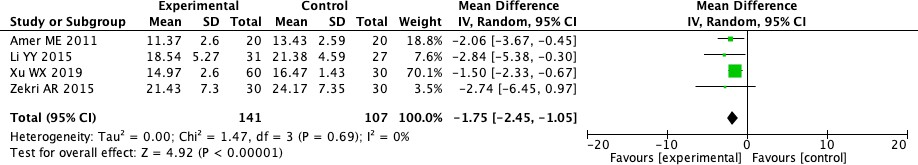 Experimental Control Mean Difference Mean Difference
Study or Subgroup Mean SD Total Mean SD Total Weight IV, Random, 95% CI IV, Random, 95% CI
Amer ME 2011 11.37 2.6 20 13.43 2.59 20 18.8% -2.06 [-3.67, -0.45]
Li YY 2015 18.54 5.27 31 21.38 4.59 27 7.6% -2.84 [-5.38, -0.30]
Xu WX 2019 14.97 2.6 60 16.47 1.43 30 70.1% -1.50 [-2.33, -0.67]
Zekri AR 2015 21.43 7.3 30 24.17 7.35 30 3.5% -2.74 [-6.45, 0.97]
Total (95% CI) 141 107 100.0% -1.75 [-2.45, -1.05]
Heterogeneity: Tau² = 0.00; Chi² = 1.47, df = 3 (P = 0.69); I² = 0%
Test for overall effect: Z = 4.92 (P < 0.00001)
-20 -10 0 10 20
Favours [experimental] Favours [control]